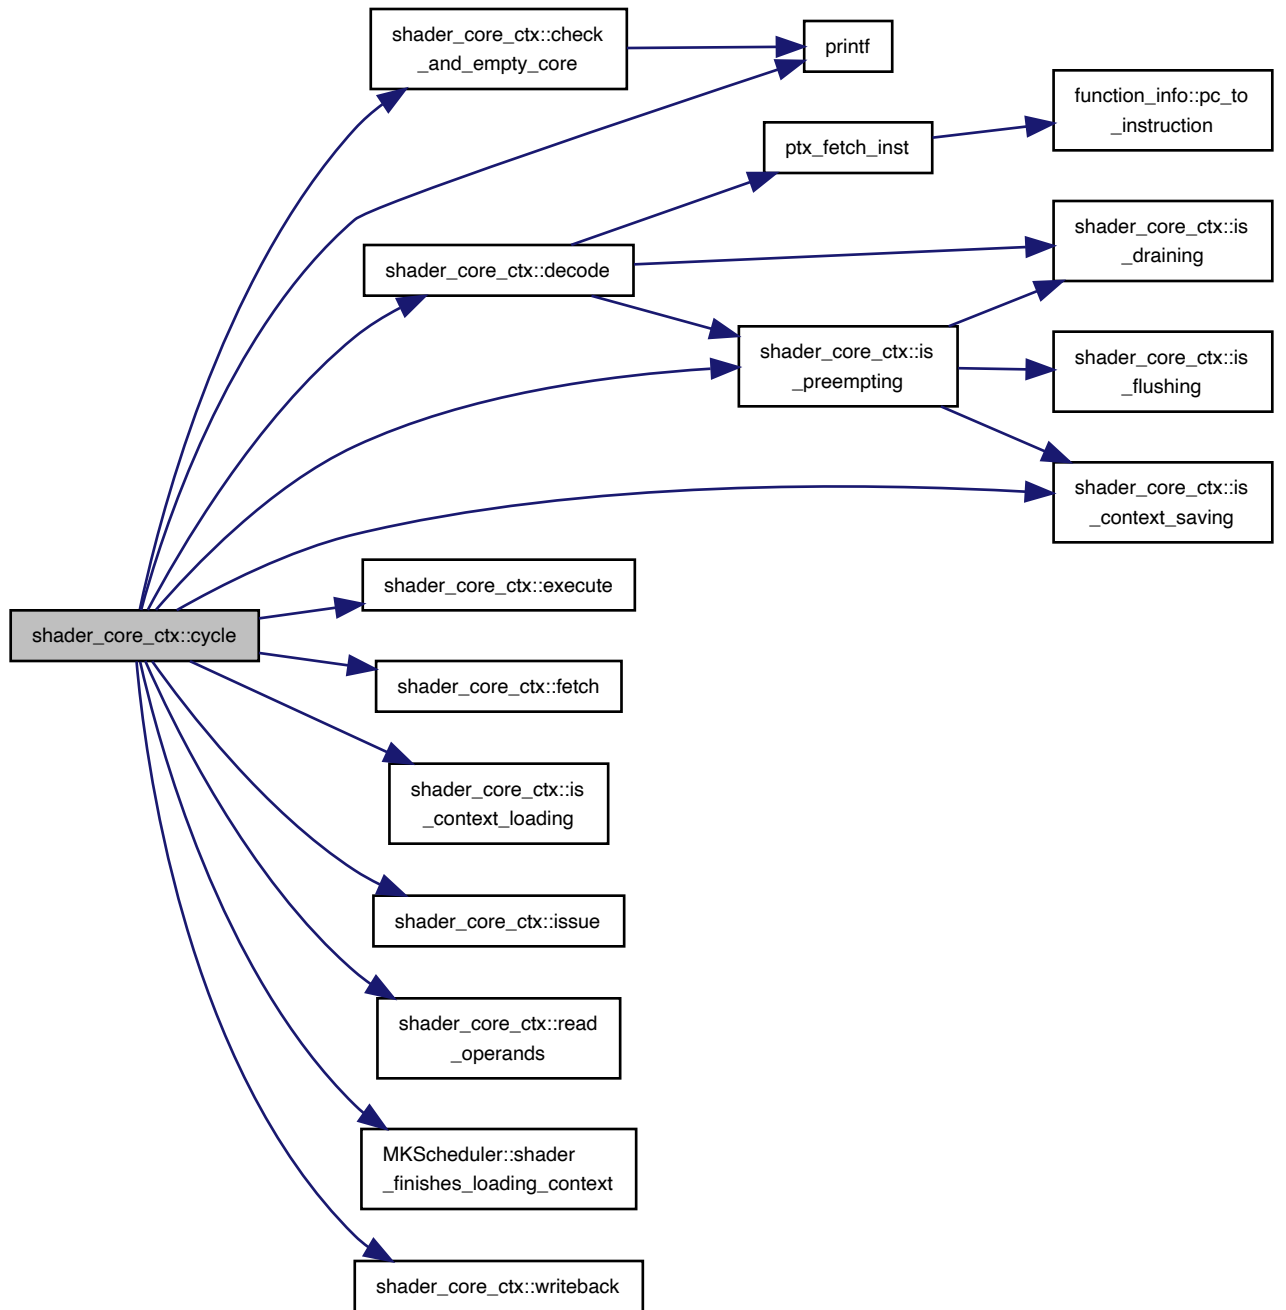 shader_core_ctx::check
_and_empty_core
printf
function_info::pc_to
_instruction
ptx_fetch_inst
shader_core_ctx::is
_draining
shader_core_ctx::decode
shader_core_ctx::is
_preempting
shader_core_ctx::is
_flushing
shader_core_ctx::is
_context_saving
shader_core_ctx::execute
shader_core_ctx::cycle
shader_core_ctx::fetch
shader_core_ctx::is
_context_loading
shader_core_ctx::issue
shader_core_ctx::read
_operands
MKScheduler::shader
_finishes_loading_context
shader_core_ctx::writeback